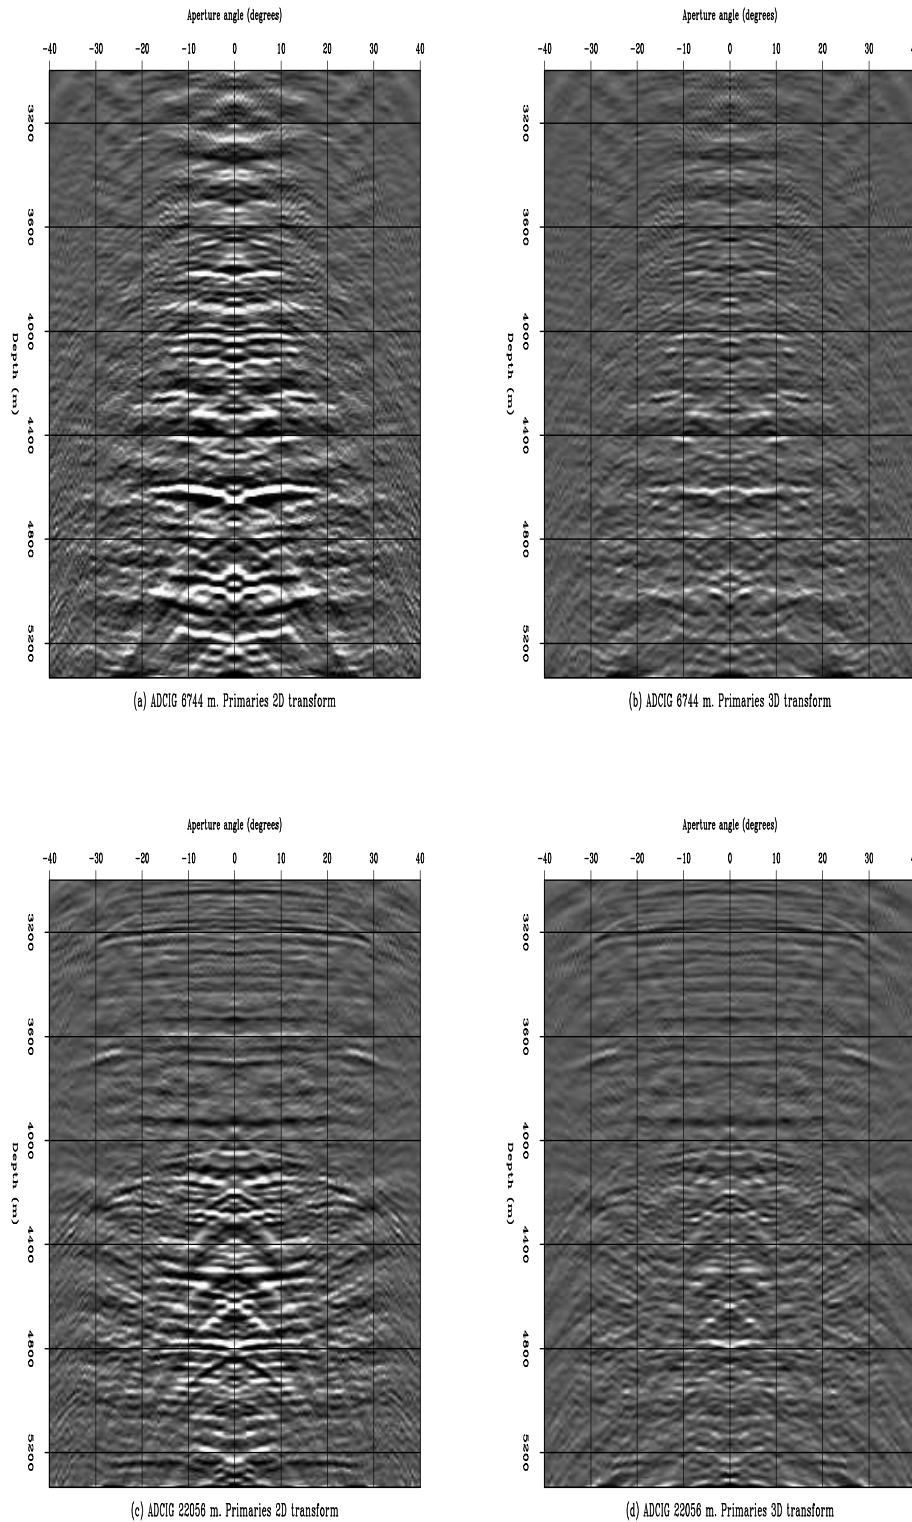 Aperture angle (degrees)
-40 -30 -20 -10 0 10 20 30 40
3200
3600
4000
4400
4800
5200
Depth (m)
(a) ADCIG 6744 m. Primaries 2D transform
Aperture angle (degrees)
-40 -30 -20 -10 0 10 20 30 40
3200
3600
4000
4400
4800
5200
Depth (m)
(b) ADCIG 6744 m. Primaries 3D transform
Aperture angle (degrees)
-40 -30 -20 -10 0 10 20 30 40
3200
3600
4000
4400
4800
5200
Depth (m)
(c) ADCIG 22056 m. Primaries 2D transform
Aperture angle (degrees)
-40 -30 -20 -10 0 10 20 30 40
3200
3600
4000
4400
4800
5200
Depth (m)
(d) ADCIG 22056 m. Primaries 3D transform